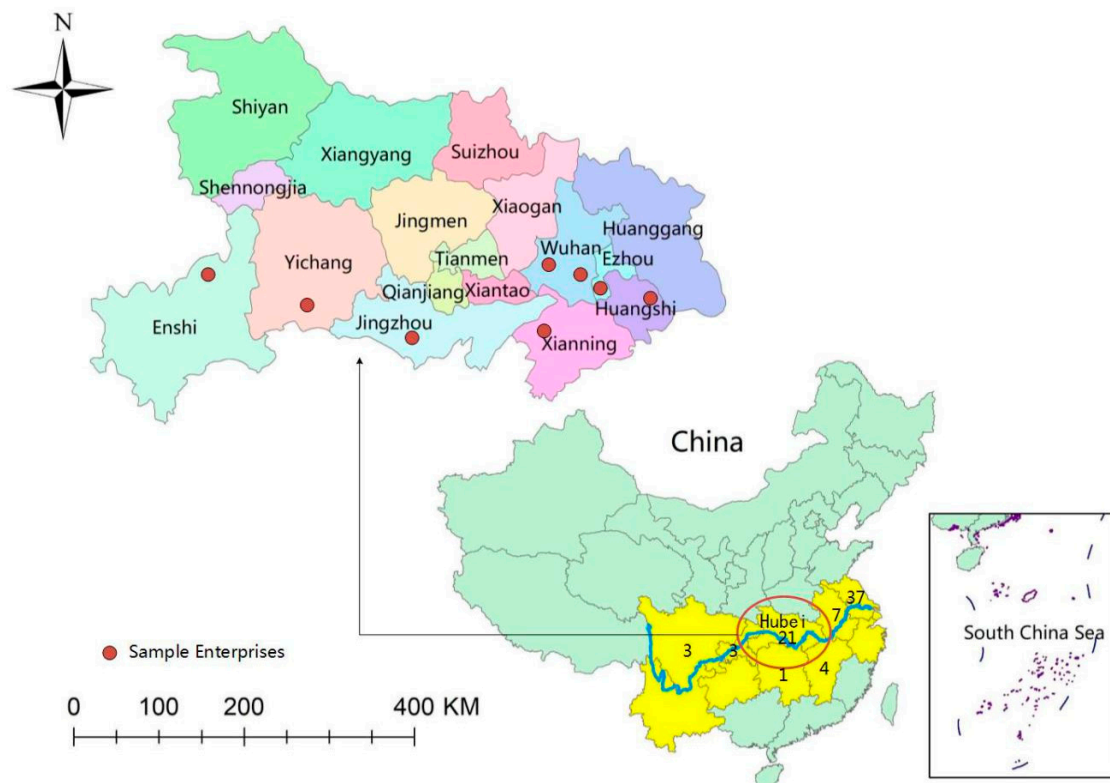 N
Shiyan
Xiangyang
Suizhou
Shennongjia
Xiaogan
Jingmen
Huanggang
Wuhan
Tianmen
Ezhou
Yichang
Qianjiang
Xiantao
Huangshi
Enshi
Jingzhou
Xianning
China
37
7
Hubei
21
3
3
4
1
South China Sea
Sample Enterprises
0 100 200 400 KM